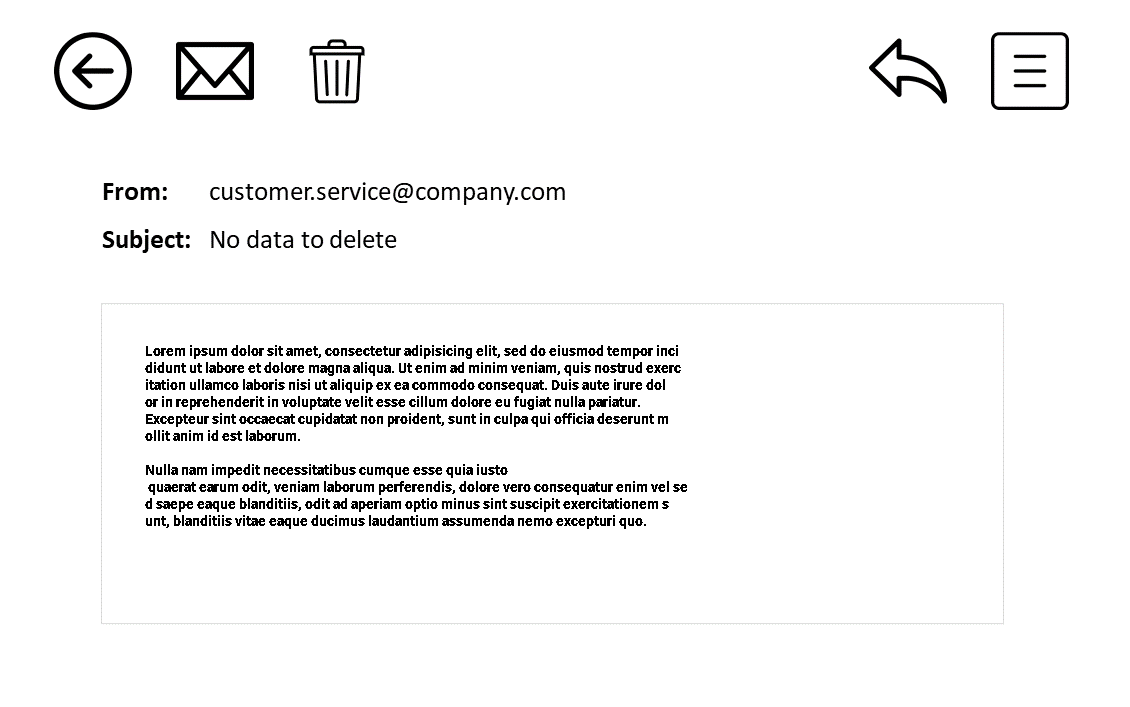 From: customer.service@company.com
Subject: No data to delete
Lorem ipsum dolor sit amet, consectetur adipisicing elit, sed do eiusmod tempor inci
didunt ut labore et dolore magna aliqua. Ut enim ad minim veniam, quis nostrud exerc
itation ullamco laboris nisi ut aliquip ex ea commodo consequat. Duis aute irure dol
or in reprehenderit in voluptate velit esse cillum dolore eu fugiat nulla pariatur.
Excepteur sint occaecat cupidatat non proident, sunt in culpa qui officia deserunt m
ollit anim id est laborum.
Nulla nam impedit necessitatibus cumque esse quia iusto
quaerat earum odit, veniam laborum perferendis, dolore vero consequatur enim vel se
d saepe eaque blanditiis, odit ad aperiam optio minus sint suscipit exercitationem s
unt, blanditiis vitae eaque ducimus laudantium assumenda nemo excepturi quo.